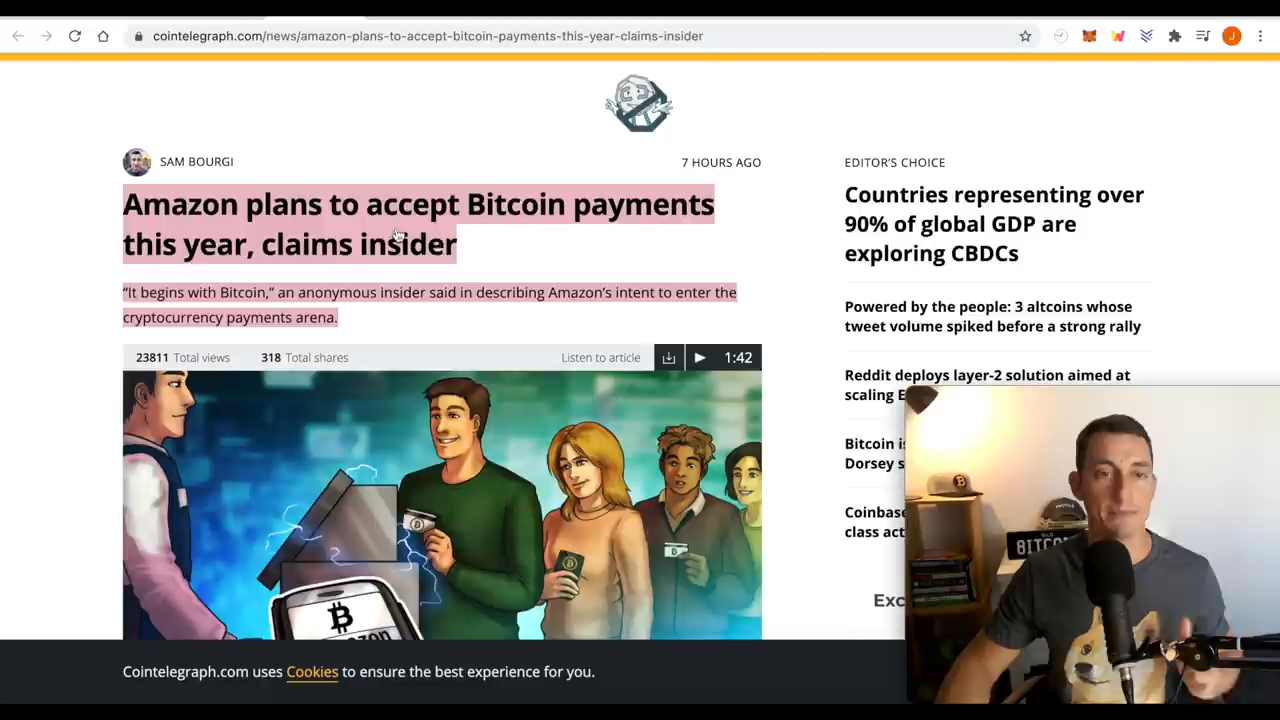 cointelegraph.com/news/amazon-plans-to-accept-bitcoin-payments-this-year-claims-insider
J
SAM BOURGI
7 HOURS AGO
Amazon plans to accept Bitcoin payments
this year, claims insider
“It begins with Bitcoin,” an anonymous insider said in describing Amazon’s intent to enter the
cryptocurrency payments arena.
23811 Total views
318 Total shares
Listen to article
1:42
EDITOR’S CHOICE
Countries representing over
90% of global GDP are
exploring CBDCs
Powered by the people: 3 altcoins whose
tweet volume spiked before a strong rally
Reddit deploys layer-2 solution aimed at
scaling E
Bitcoin is
Dorsey s
Coinbase
class act
Exc
BITCO
Cointelegraph.com uses Cookies to ensure the best experience for you.